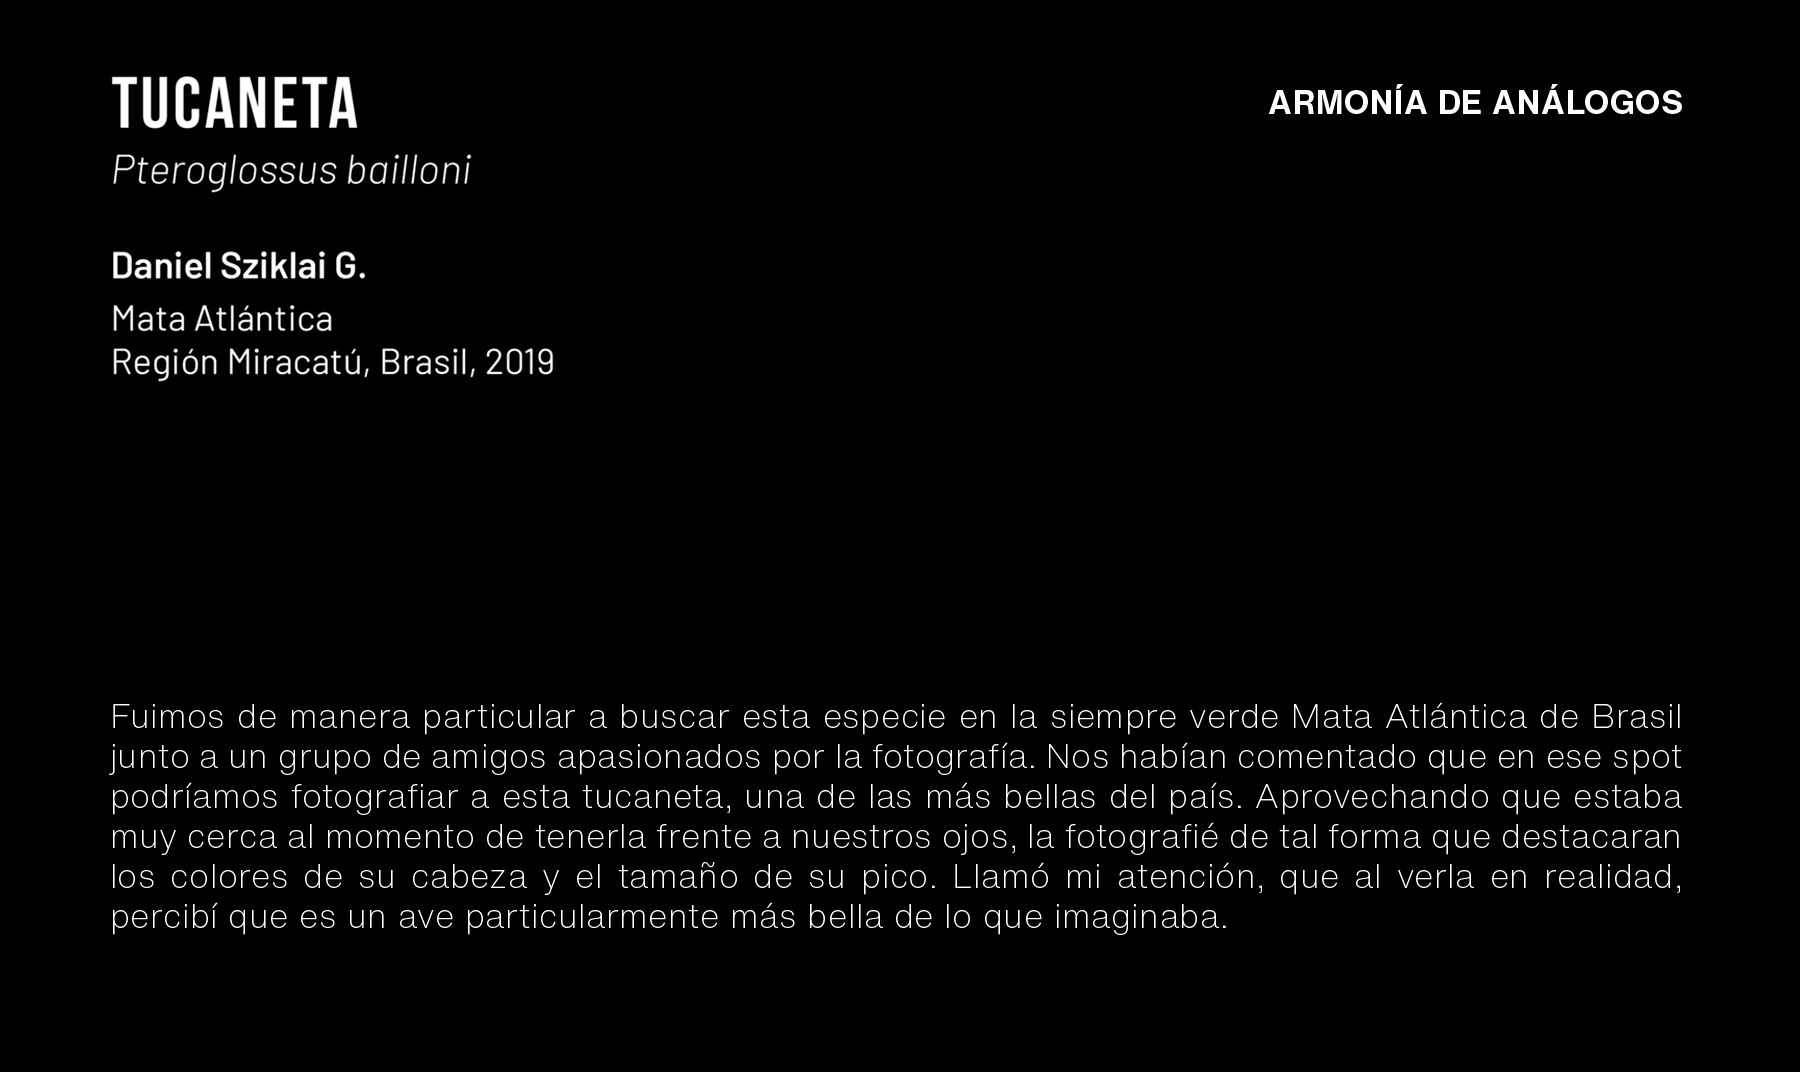 TUCANETA
ARMONÍA DE ANÁLOGOS
Pteroglossus bailloni
Daniel Sziklai G.
Mata Atlántica
Región Miracatú, Brasil, 2019
Fuimos de manera particular a buscar esta especie en la siempre verde Mata Atlántica de Brasil
junto a un grupo de amigos apasionados por la fotografía. Nos habían comentado que en ese spot
podríamos fotografiar a esta tucaneta, una de las más bellas del país. Aprovechando que estaba
muy cerca al momento de tenerla frente a nuestros ojos, la fotografié de tal forma que destacaran
los colores de su cabeza y el tamaño de su pico. Llamó mi atención, que al verla en realidad,
percibí que es un ave particularmente más bella de lo que imaginaba.